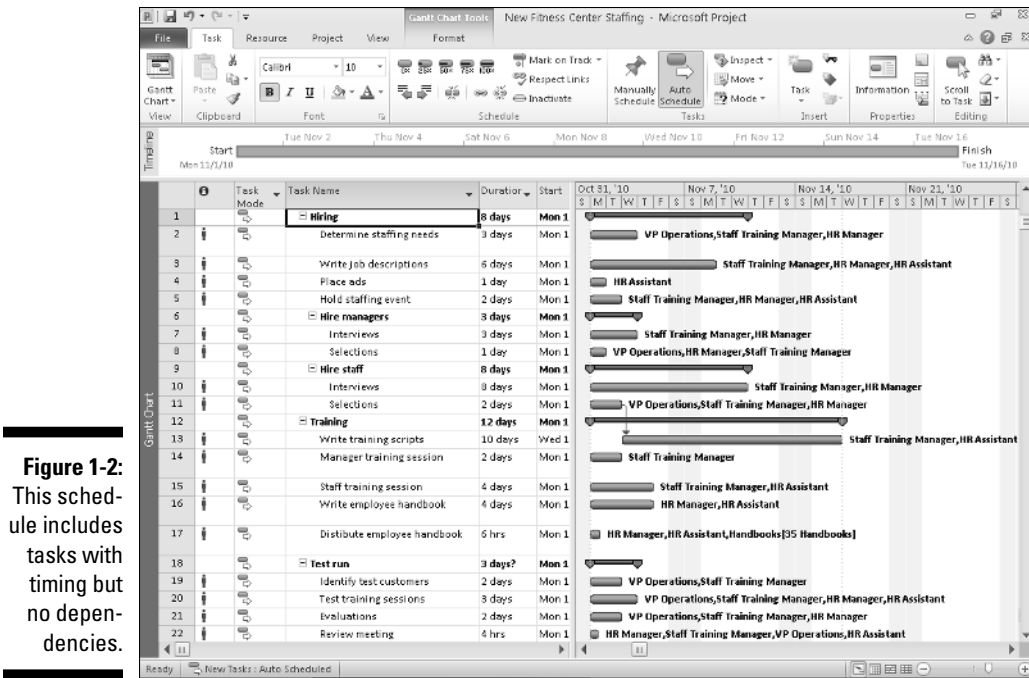 Gantt Chart Tools New Fitness Center Staffing - Microsoft Project
File Task Resource Project View Format
Gantt Chart
View
Paste
Clipboard
Calibri 10
B I U A
Font
0x 25x 50x 75x 100x
Mark on Track
Respect Links
Inactivate
Schedule
Manually Schedule
Auto Schedule
Inspect
Move
Mode
Tasks
Task
Insert
Information
Properties
Scroll to Task
Editing
Timeline
Tue Nov 2 Thu Nov 4 Sat Nov 6 Mon Nov 8 Wed Nov 10 Fri Nov 12 Sun Nov 14 Tue Nov 16
Start Finish
Mon 11/1/10 Tue 11/16/10
Gantt Chart
Task Mode Task Name Duration Start Oct 31, '10 Nov 7, '10 Nov 14, '10 Nov 21, '10
S M T W T F S S M T W T F S S M T W T F S S M T W T F S
1 Hiring 8 days Mon 1
2 Determine staffing needs 3 days Mon 1 VP Operations,Staff Training Manager,HR Manager
3 Write job descriptions 6 days Mon 1 Staff Training Manager,HR Manager,HR Assistant
4 Place ads 1 day Mon 1 HR Assistant
5 Hold staffing event 2 days Mon 1 Staff Training Manager,HR Manager,HR Assistant
6 Hire managers 3 days Mon 1
7 Interviews 3 days Mon 1 Staff Training Manager,HR Manager
8 Selections 1 day Mon 1 VP Operations,HR Manager,Staff Training Manager
9 Hire staff 8 days Mon 1
10 Interviews 8 days Mon 1 Staff Training Manager,HR Manager
11 Selections 2 days Mon 1 VP Operations,Staff Training Manager,HR Manager
12 Training 12 days Mon 1
13 Write training scripts 10 days Wed 1 Staff Training Manager,HR Assistant
14 Manager training session 2 days Mon 1 Staff Training Manager
15 Staff training session 4 days Mon 1 Staff Training Manager,HR Assistant
16 Write employee handbook 4 days Mon 1 HR Manager,HR Assistant
17 Distibute employee handbook 6 hrs Mon 1 HR Manager,HR Assistant,Handbooks[35 Handbooks]
18 Test run 3 days? Mon 1
19 Identify test customers 2 days Mon 1 VP Operations,Staff Training Manager
20 Test training sessions 3 days Mon 1 VP Operations,Staff Training Manager,HR Manager,HR Assistant
21 Evaluations 2 days Mon 1 VP Operations,Staff Training Manager,HR Manager
22 Review meeting 4 hrs Mon 1 HR Manager,Staff Training Manager,VP Operations,HR Assistant
Ready New Tasks : Auto Scheduled
Figure 1-2:
This sched-
ule includes
tasks with
timing but
no depen-
dencies.